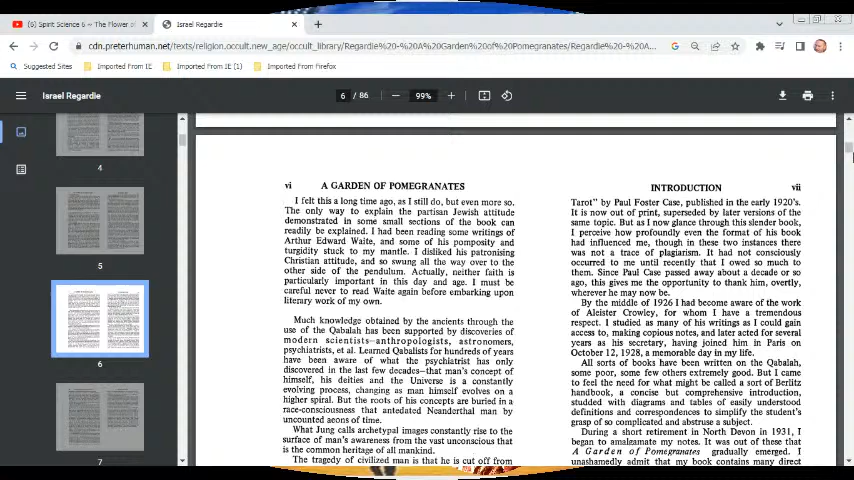 (6) Spirit Science 6 ~ The Flower of
Israel Regardie
cdn.preterhuman.net/texts/religion.occult.new_age/occult_library/Regardie%20-%20A%20Garden%20of%20Pomegranates/Regardie%20-%20A...
Suggested Sites
Imported From IE
Imported From IE (1)
Imported From Firefox
Israel Regardie
6 / 86
99%
4
5
6
7
vi A GARDEN OF POMEGRANATES
I felt this a long time ago, as I still do, but even more so.
The only way to explain the partisan Jewish attitude
demonstrated in some small sections of the book can
readily be explained. I had been reading some writings of
Arthur Edward Waite, and some of his pomposity and
turgidity stuck to my mantle. I disliked his patronising
Christian attitude, and so swung all the way over to the
other side of the pendulum. Actually, neither faith is
particularly important in this day and age. I must be
careful never to read Waite again before embarking upon
literary work of my own.
Much knowledge obtained by the ancients through the
use of the Qabalah has been supported by discoveries of
modern scientists—anthropologists, astronomers,
psychiatrists, et al. Learned Qabalists for hundreds of years
have been aware of what the psychiatrist has only
discovered in the last few decades—that man's concept of
himself, his deities and the Universe is a constantly
evolving process, changing as man himself evolves on a
higher spiral. But the roots of his concepts are buried in a
race-consciousness that antedated Neanderthal man by
uncounted aeons of time.
What Jung calls archetypal images constantly rise to the
surface of man's awareness from the vast unconscious that
is the common heritage of all mankind.
The tragedy of civilized man is that he is cut off from
INTRODUCTION vii
Tarot" by Paul Foster Case, published in the early 1920's.
It is now out of print, superseded by later versions of the
same topic. But as I now glance through this slender book,
I perceive how profoundly even the format of his book
had influenced me, though in these two instances there
was not a trace of plagiarism. It had not consciously
occurred to me until recently that I owed so much to
them. Since Paul Case passed away about a decade or so
ago, this gives me the opportunity to thank him, overtly,
wherever he may now be.
By the middle of 1926 I had become aware of the work
of Aleister Crowley, for whom I have a tremendous
respect. I studied as many of his writings as I could gain
access to, making copious notes, and later acted for several
years as his secretary, having joined him in Paris on
October 12, 1928, a memorable day in my life.
All sorts of books have been written on the Qabalah,
some poor, some few others extremely good. But I came
to feel the need for what might be called a sort of Berlitz
handbook, a concise but comprehensive introduction,
studded with diagrams and tables of easily understood
definitions and correspondences to simplify the student's
grasp of so complicated and abstruse a subject.
During a short retirement in North Devon in 1931, I
began to amalgamate my notes. It was out of these that
A Garden of Pomegranates gradually emerged. I
unashamedly admit that my book contains many direct